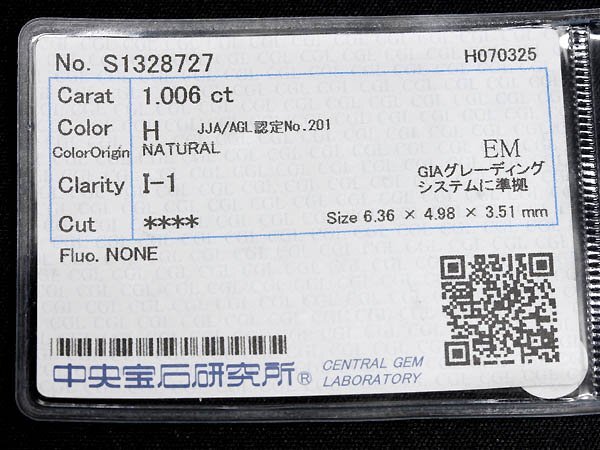 No. S1328727 H070325
Carat 1.006 ct
Color H JJA/AGL認定No.201
ColorOrigin NATURAL
EM
Clarity I-1 GIAグレーディング
システムに準拠
Cut **** Size 6.36 × 4.98 × 3.51 mm
Fluo. NONE
中央宝石研究所® CENTRAL GEM
LABORATORY